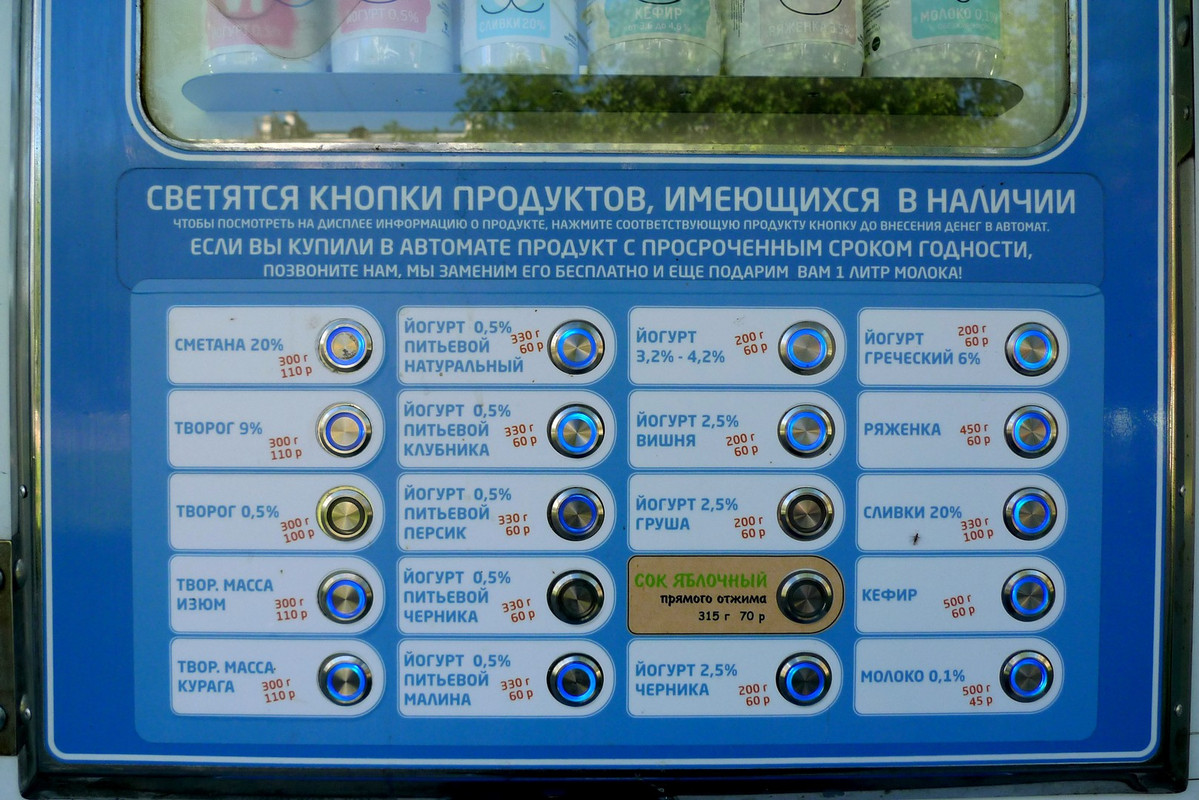 ЙОГУРТ 0,5%
СЛИВКИ 20%
КЕФИР
РЯЖЕНКА
МОЛОКО 0,1
СВЕТЯТСЯ КНОПКИ ПРОДУКТОВ, ИМЕЮЩИХСЯ В НАЛИЧИИ
ЧТОБЫ ПОСМОТРЕТЬ НА ДИСПЛЕЕ ИНФОРМАЦИЮ О ПРОДУКТЕ, НАЖМИТЕ СООТВЕТСТВУЮЩУЮ ПРОДУКТУ КНОПКУ ДО ВНЕСЕНИЯ ДЕНЕГ В АВТОМАТ.
ЕСЛИ ВЫ КУПИЛИ В АВТОМАТЕ ПРОДУКТ С ПРОСРОЧЕННЫМ СРОКОМ ГОДНОСТИ,
ПОЗВОНИТЕ НАМ, МЫ ЗАМЕНИМ ЕГО БЕСПЛАТНО И ЕЩЕ ПОДАРИМ ВАМ 1 ЛИТР МОЛОКА!
СМЕТАНА 20%
300 г
110 р
ЙОГУРТ 0,5%
ПИТЬЕВОЙ
НАТУРАЛЬНЫЙ
330 г
60 р
ЙОГУРТ
3,2% - 4,2%
200 г
60 р
ЙОГУРТ
ГРЕЧЕСКИЙ 6%
200 г
60 р
ТВОРОГ 9%
300 г
110 р
ЙОГУРТ 0,5%
ПИТЬЕВОЙ
КЛУБНИКА
330 г
60 р
ЙОГУРТ 2,5%
ВИШНЯ
200 г
60 р
РЯЖЕНКА
450 г
60 р
ТВОРОГ 0,5%
300 г
100 р
ЙОГУРТ 0,5%
ПИТЬЕВОЙ
ПЕРСИК
330 г
60 р
ЙОГУРТ 2,5%
ГРУША
200 г
60 р
СЛИВКИ 20%
330 г
100 р
ТВОР. МАССА
ИЗЮМ
300 г
110 р
ЙОГУРТ 0,5%
ПИТЬЕВОЙ
ЧЕРНИКА
330 г
60 р
СОК ЯБЛОЧНЫЙ
прямого отжима
315 г 70 р
КЕФИР
500 г
60 р
ТВОР. МАССА
КУРАГА
300 г
110 р
ЙОГУРТ 0,5%
ПИТЬЕВОЙ
МАЛИНА
330 г
60 р
ЙОГУРТ 2,5%
ЧЕРНИКА
200 г
60 р
МОЛОКО 0,1%
500 г
45 р